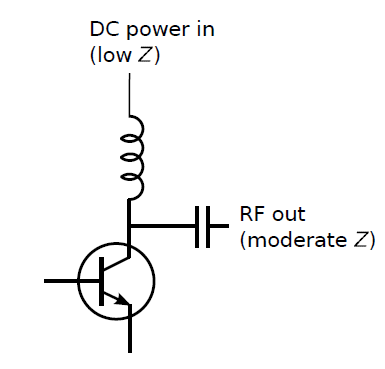 DC power in
(low Z)
RF out
(moderate Z)